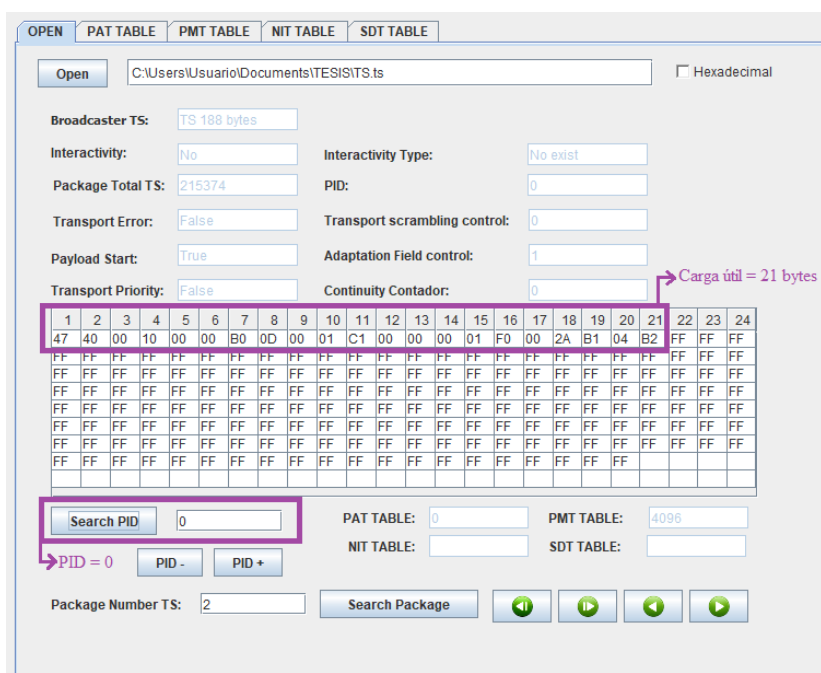 OPEN PAT TABLE PMT TABLE NIT TABLE SDT TABLE
Open C:\Users\Usuario\Documents\TESIS\TS.ts Hexadecimal
Broadcaster TS: TS 188 bytes
Interactivity: No Interactivity Type: No exist
Package Total TS: 215374 PID: 0
Transport Error: False Transport scrambling control: 0
Payload Start: True Adaptation Field control: 1
Carga útil = 21 bytes
Transport Priority: False Continuity Contador: 0
1 2 3 4 5 6 7 8 9 10 11 12 13 14 15 16 17 18 19 20 21 22 23 24
47 40 00 10 00 00 B0 0D 00 01 C1 00 00 00 01 F0 00 2A B1 04 B2 FF FF FF
FF FF FF FF FF FF FF FF FF FF FF FF FF FF FF FF FF FF FF FF FF FF FF FF
FF FF FF FF FF FF FF FF FF FF FF FF FF FF FF FF FF FF FF FF FF FF FF FF
FF FF FF FF FF FF FF FF FF FF FF FF FF FF FF FF FF FF FF FF FF FF FF FF
FF FF FF FF FF FF FF FF FF FF FF FF FF FF FF FF FF FF FF FF FF FF FF FF
FF FF FF FF FF FF FF FF FF FF FF FF FF FF FF FF FF FF FF FF FF FF FF FF
FF FF FF FF FF FF FF FF FF FF FF FF FF FF FF FF FF FF FF FF FF FF FF FF
FF FF FF FF FF FF FF FF FF FF FF FF FF FF FF FF FF FF FF FF
Search PID 0 PAT TABLE: 0 PMT TABLE: 4096
NIT TABLE: SDT TABLE:
PID = 0 PID - PID +
Package Number TS: 2 Search Package